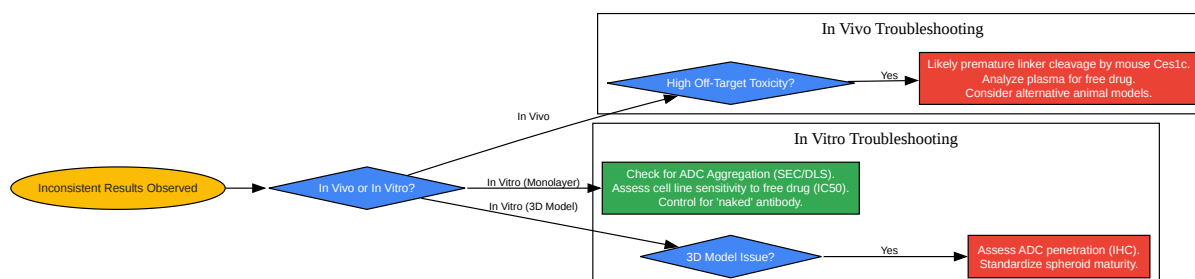 In Vivo Troubleshooting
High Off-Target Toxicity?
Yes
Likely premature linker cleavage by mouse Ces1c.
Analyze plasma for free drug.
Consider alternative animal models.
In Vivo
In Vitro Troubleshooting
Inconsistent Results Observed
In Vivo or In Vitro?
In Vitro (Monolayer)
Check for ADC Aggregation (SEC/DLS).
Assess cell line sensitivity to free drug (IC50).
Control for 'naked' antibody.
In Vitro (3D Model)
3D Model Issue?
Yes
Assess ADC penetration (IHC).
Standardize spheroid maturity.